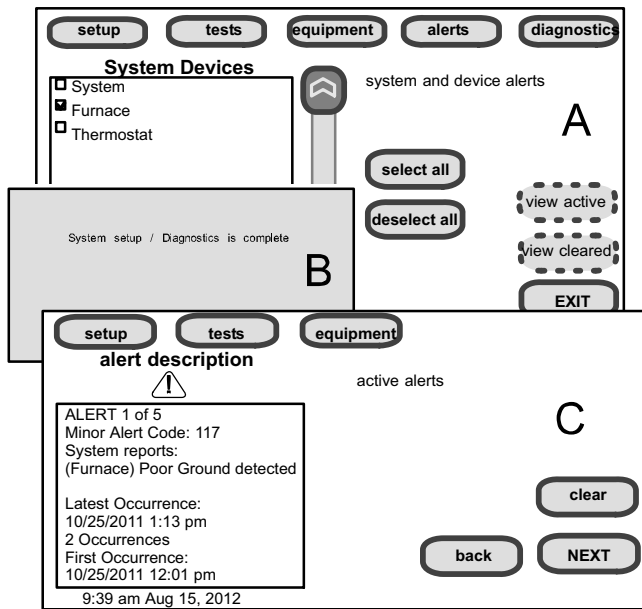 setup tests equipment alerts diagnostics
System Devices
System
Furnace
Thermostat
system and device alerts
A
select all
deselect all
view active
view cleared
EXIT
System setup / Diagnostics is complete
B
setup tests equipment
alert description
!
active alerts
C
ALERT 1 of 5
Minor Alert Code: 117
System reports:
(Furnace) Poor Ground detected
Latest Occurrence:
10/25/2011 1:13 pm
2 Occurrences
First Occurrence:
10/25/2011 12:01 pm
clear
back NEXT
9:39 am Aug 15, 2012